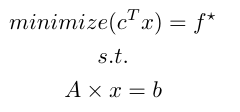 minimize(c^T x) = f^⋆
s.t.
A × x = b